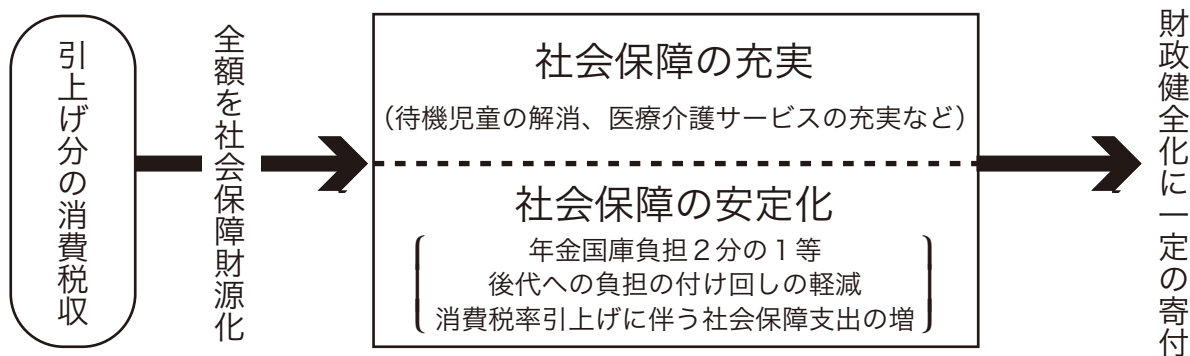 引上げ分の消費税収
全額を社会保障財源化
社会保障の充実
（待機児童の解消、医療介護サービスの充実など）
社会保障の安定化
年金国庫負担２分の１等
後代への負担の付け回しの軽減
消費税率引上げに伴う社会保障支出の増
財政健全化に一定の寄付